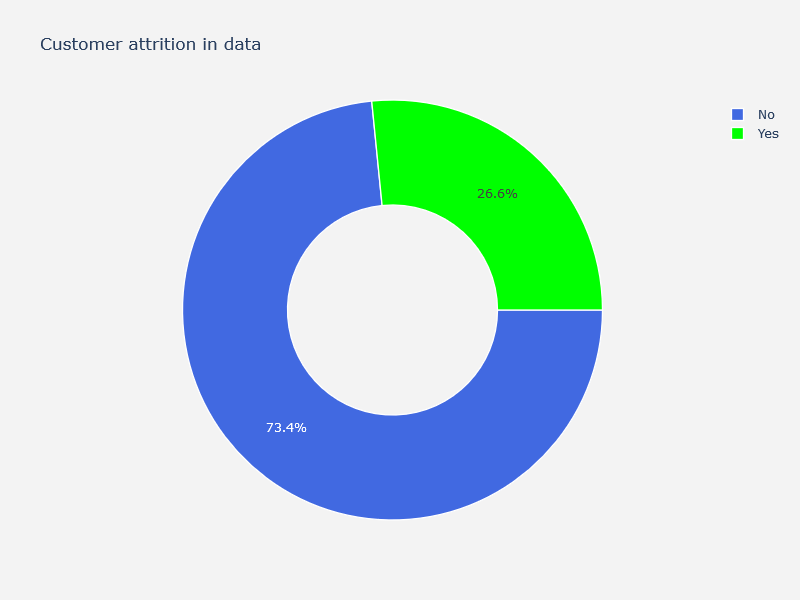 Customer attrition in data
No
Yes
26.6%
73.4%